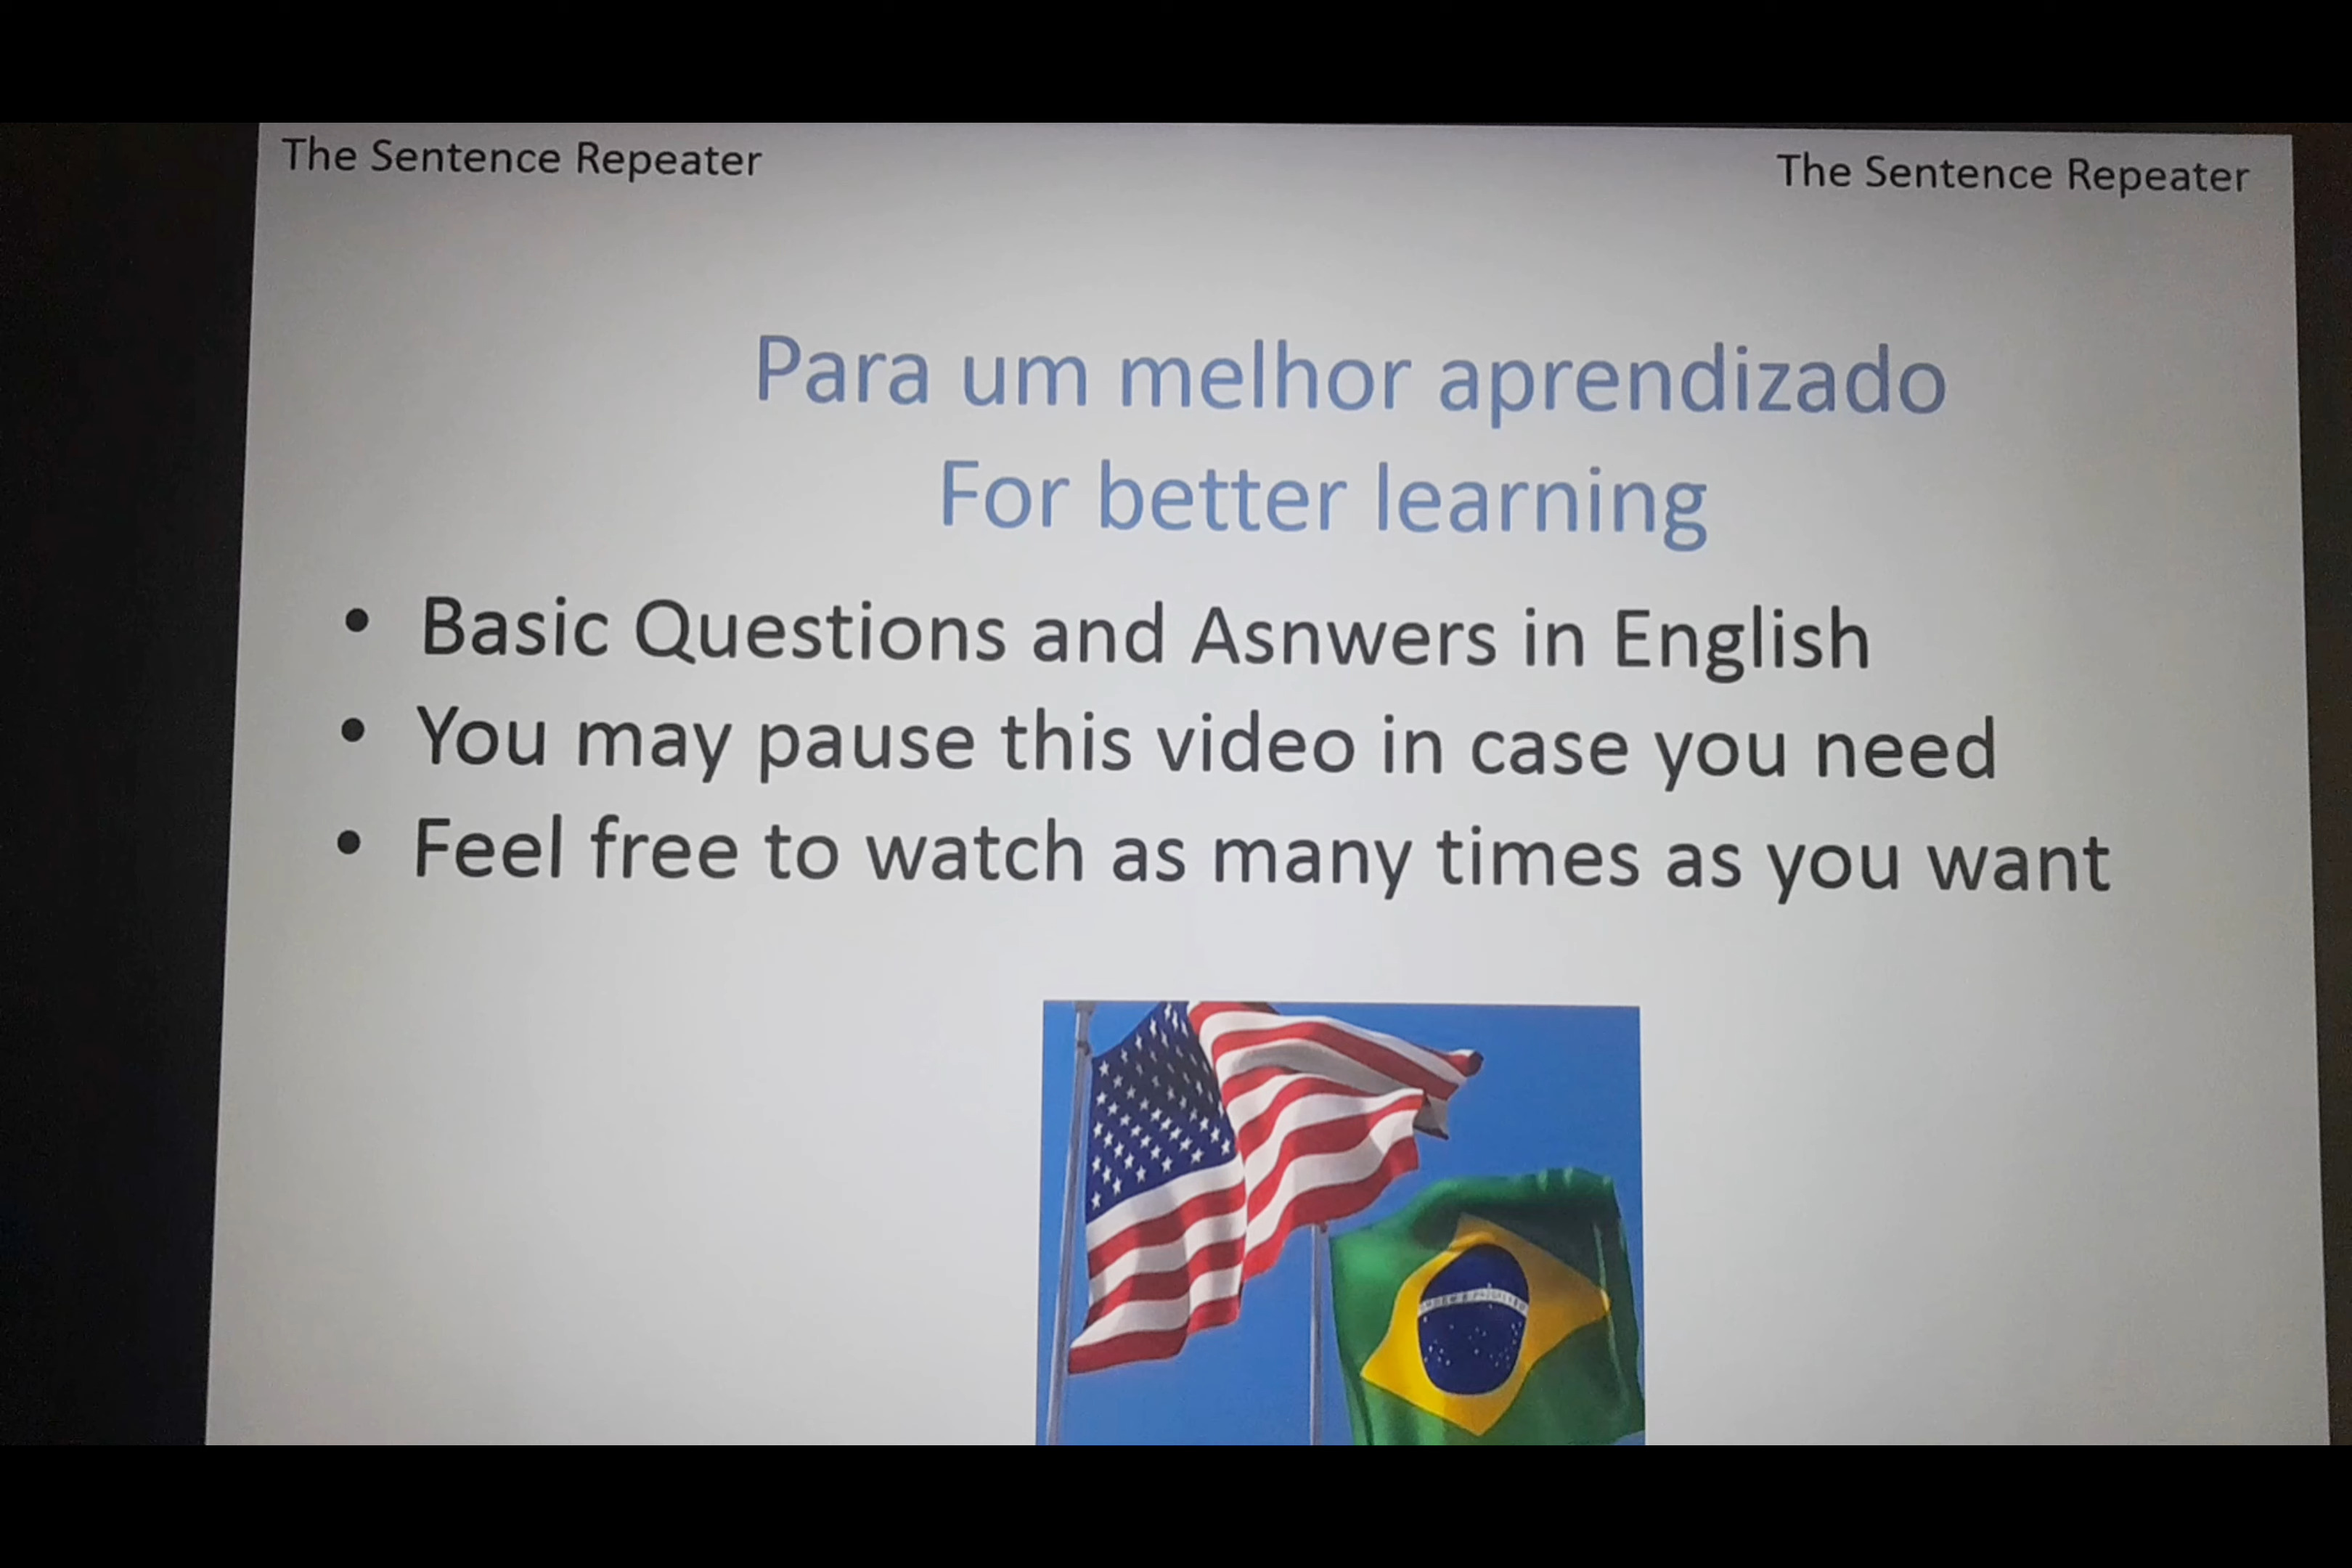 The Sentence Repeater
The Sentence Repeater
Para um melhor aprendizado
For better learning
• Basic Questions and Asnwers in English
• You may pause this video in case you need
• Feel free to watch as many times as you want